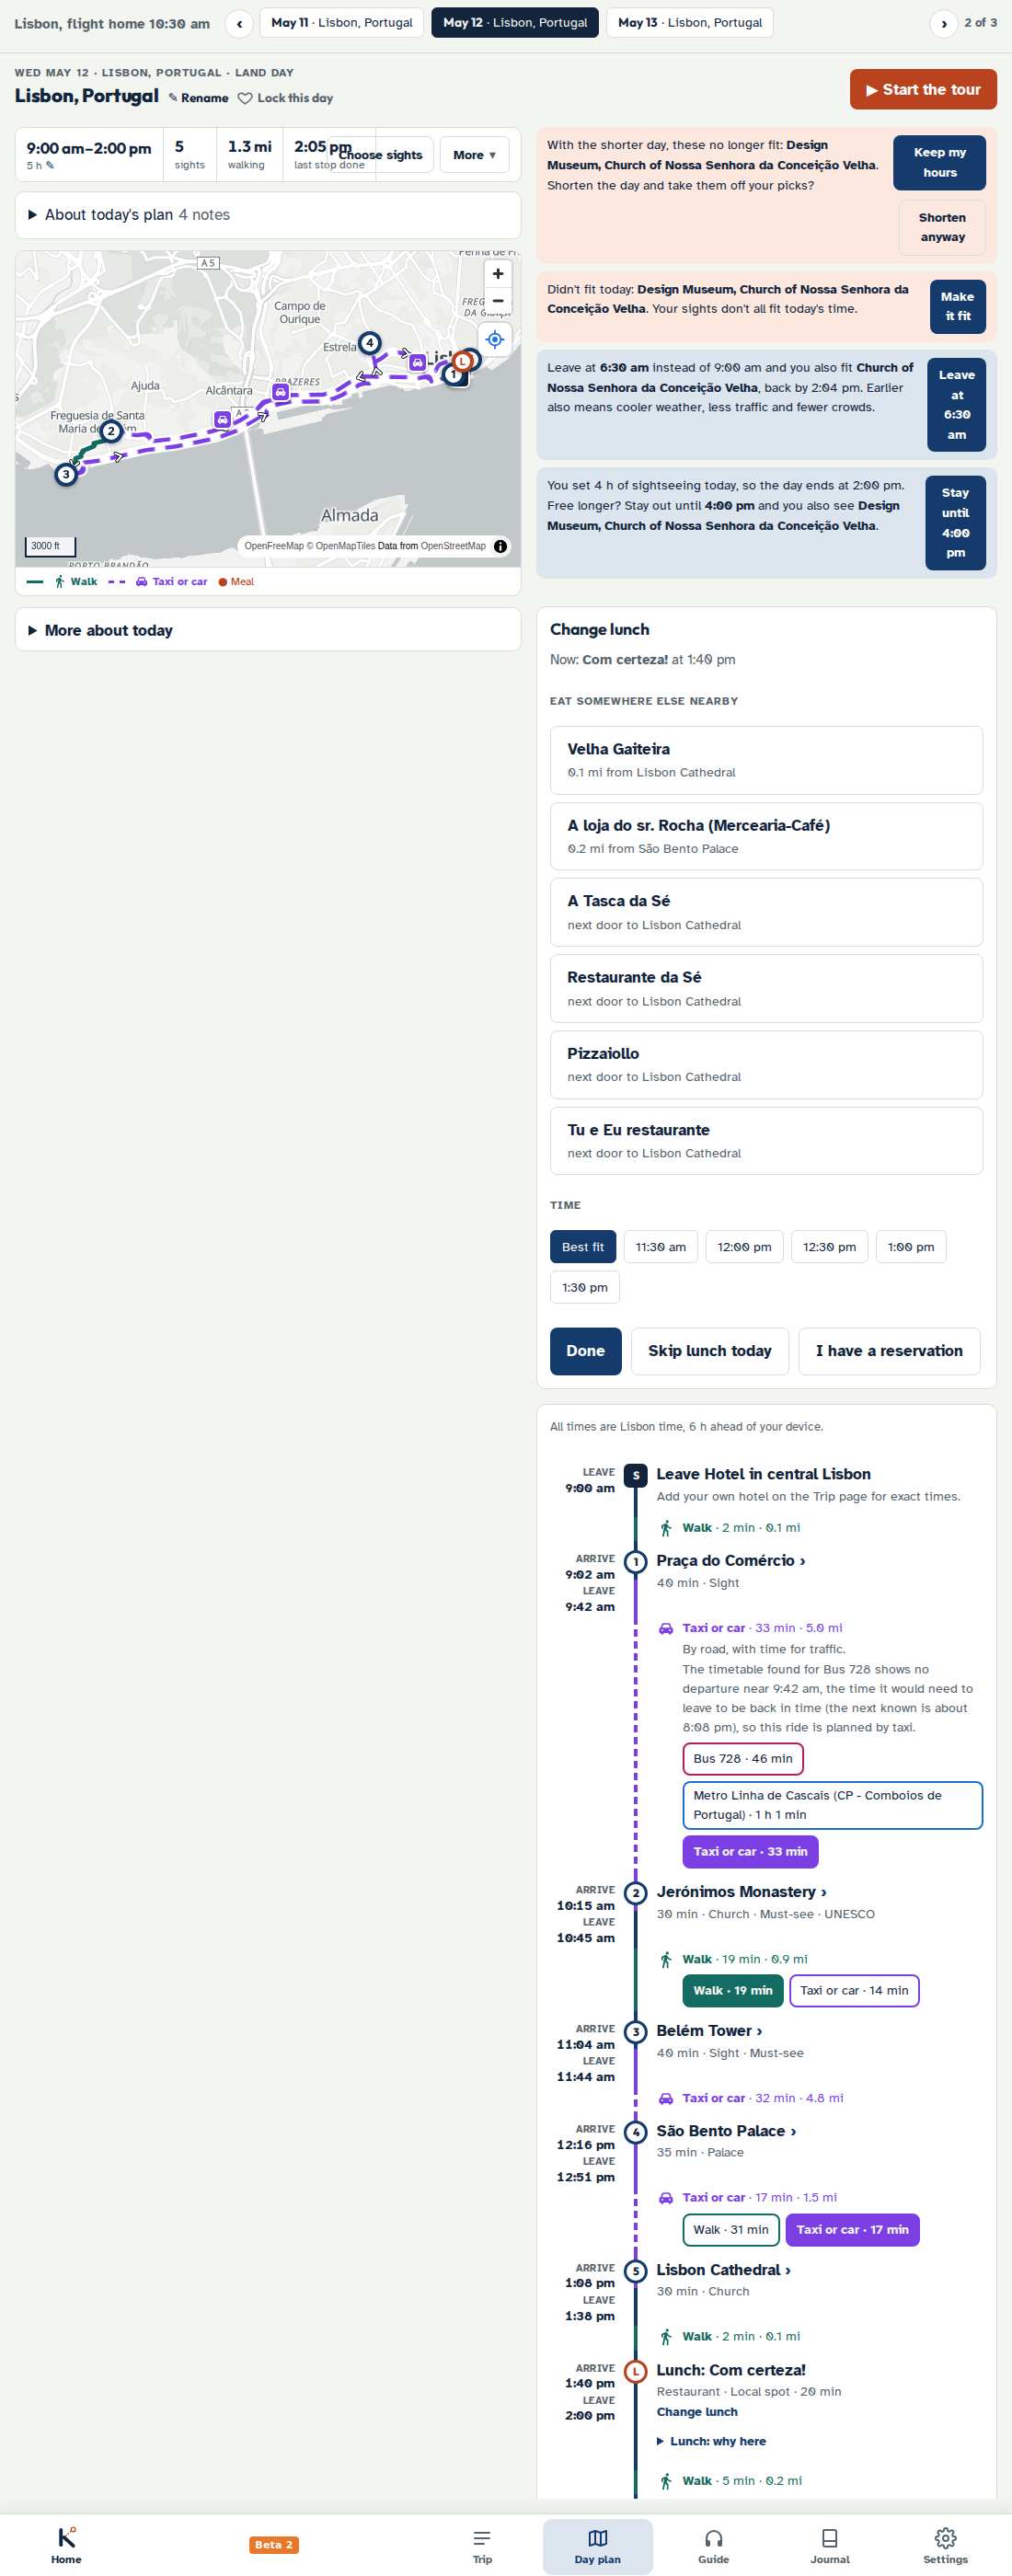 Lisbon, flight home 10:30 am
‹
May 11 · Lisbon, Portugal
May 12 · Lisbon, Portugal
May 13 · Lisbon, Portugal
›
2 of 3
WED MAY 12 · LISBON, PORTUGAL · LAND DAY
Lisbon, Portugal ✎ Rename Lock this day
▶ Start the tour
9:00 am–2:00 pm
5 h ✎
5
sights
1.3 mi
walking
2:05 pm
last stop done
Choose sights
More ▼
▶ About today's plan 4 notes
A 5
Campo de
Ourique
Estrela
Ajuda
Alcântara
PRAZERES
Freguesia de Santa
4
L
1
2
3
Almada
+
−
3000 ft
OpenFreeMap © OpenMapTiles Data from OpenStreetMap
PORTO BRANDÃO
Walk
Taxi or car
Meal
▶ More about today
With the shorter day, these no longer fit: Design
Museum, Church of Nossa Senhora da Conceição Velha.
Shorten the day and take them off your picks?
Keep my
hours
Shorten
anyway
Didn't fit today: Design Museum, Church of Nossa Senhora da
Conceição Velha. Your sights don't all fit today's time.
Make
it fit
Leave at 6:30 am instead of 9:00 am and you also fit Church of
Nossa Senhora da Conceição Velha, back by 2:04 pm. Earlier
also means cooler weather, less traffic and fewer crowds.
Leave
at
6:30
am
You set 4 h of sightseeing today, so the day ends at 2:00 pm.
Free longer? Stay out until 4:00 pm and you also see Design
Museum, Church of Nossa Senhora da Conceição Velha.
Stay
until
4:00
pm
Change lunch
Now: Com certeza! at 1:40 pm
EAT SOMEWHERE ELSE NEARBY
Velha Gaiteira
0.1 mi from Lisbon Cathedral
A loja do sr. Rocha (Mercearia-Café)
0.2 mi from São Bento Palace
A Tasca da Sé
next door to Lisbon Cathedral
Restaurante da Sé
next door to Lisbon Cathedral
Pizzaiollo
next door to Lisbon Cathedral
Tu e Eu restaurante
next door to Lisbon Cathedral
TIME
Best fit
11:30 am
12:00 pm
12:30 pm
1:00 pm
1:30 pm
Done
Skip lunch today
I have a reservation
All times are Lisbon time, 6 h ahead of your device.
LEAVE
9:00 am
S
Leave Hotel in central Lisbon
Add your own hotel on the Trip page for exact times.
Walk · 2 min · 0.1 mi
ARRIVE
9:02 am
LEAVE
9:42 am
1
Praça do Comércio ›
40 min · Sight
Taxi or car · 33 min · 5.0 mi
By road, with time for traffic.
The timetable found for Bus 728 shows no
departure near 9:42 am, the time it would need to
leave to be back in time (the next known is about
8:08 pm), so this ride is planned by taxi.
Bus 728 · 46 min
Metro Linha de Cascais (CP - Comboios de
Portugal) · 1 h 1 min
Taxi or car · 33 min
ARRIVE
10:15 am
LEAVE
10:45 am
2
Jerónimos Monastery ›
30 min · Church · Must-see · UNESCO
Walk · 19 min · 0.9 mi
Walk · 19 min
Taxi or car · 14 min
ARRIVE
11:04 am
LEAVE
11:44 am
3
Belém Tower ›
40 min · Sight · Must-see
Taxi or car · 32 min · 4.8 mi
ARRIVE
12:16 pm
LEAVE
12:51 pm
4
São Bento Palace ›
35 min · Palace
Taxi or car · 17 min · 1.5 mi
Walk · 31 min
Taxi or car · 17 min
ARRIVE
1:08 pm
LEAVE
1:38 pm
5
Lisbon Cathedral ›
30 min · Church
Walk · 2 min · 0.1 mi
ARRIVE
1:40 pm
LEAVE
2:00 pm
L
Lunch: Com certeza!
Restaurant · Local spot · 20 min
Change lunch
▶ Lunch: why here
Walk · 5 min · 0.2 mi
Home
Beta 2
Trip
Day plan
Guide
Journal
Settings